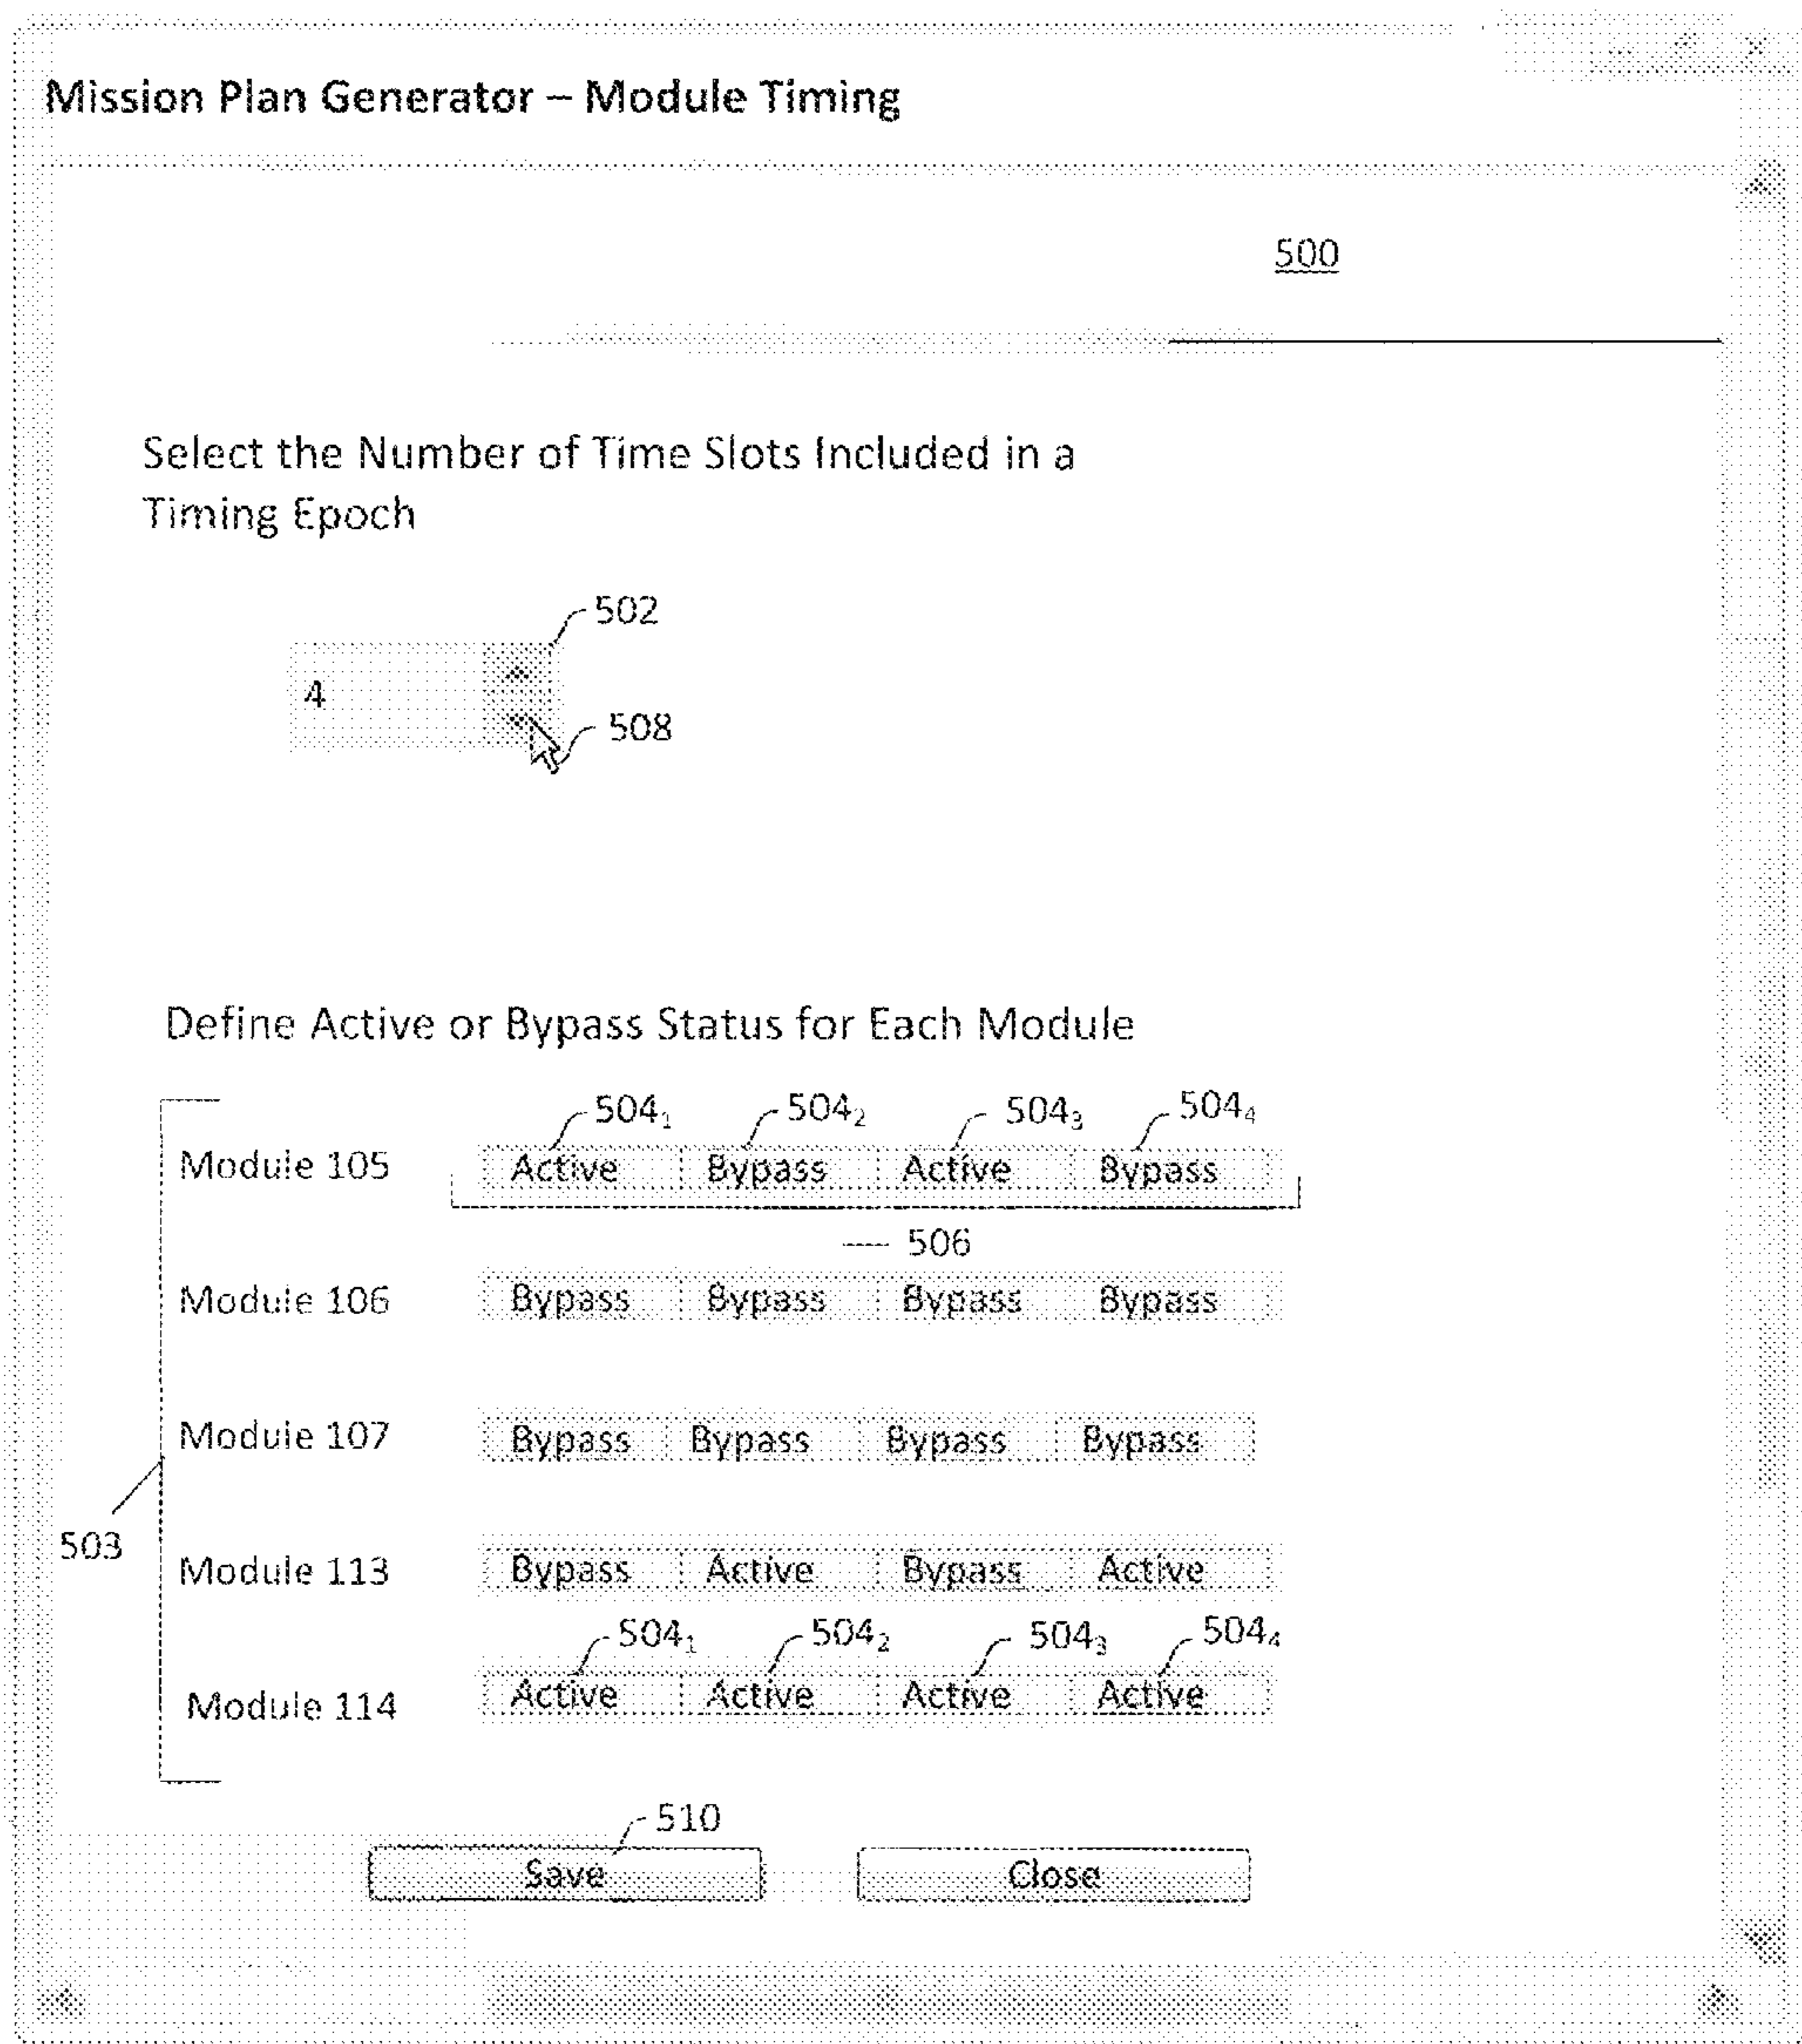 Mission Plan Generator – Module Timing
500
Select the Number of Time Slots Included in a
Timing Epoch
502
4
508
Define Active or Bypass Status for Each Module
504₁ 504₂ 504₃ 504₄
Module 105 Active Bypass Active Bypass
506
Module 106 Bypass Bypass Bypass Bypass
Module 107 Bypass Bypass Bypass Bypass
503
Module 113 Bypass Active Bypass Active
504₁ 504₂ 504₃ 504₄
Module 114 Active Active Active Active
510
Save Close